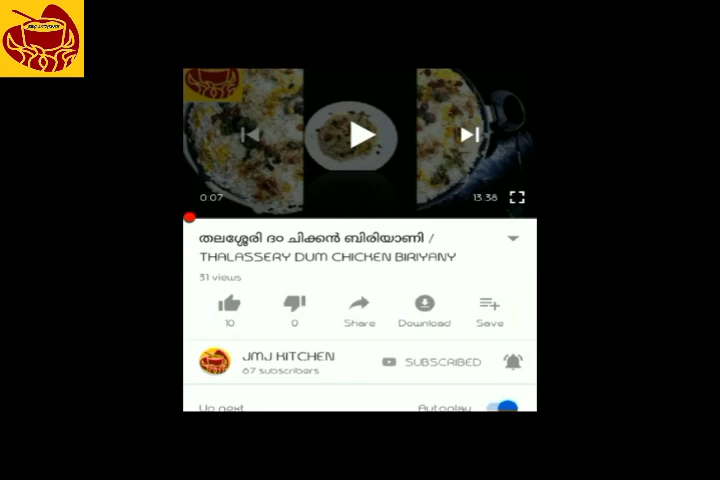 0:07
13:38
തലശ്ശേരി ദം ചിക്കൻ ബിരിയാണി /
THALASSERY DUM CHICKEN BIRIYANY
31 views
10
0
Share
Download
Save
JMJ KITCHEN
SUBSCRIBED
67 subscribers
Up next
Autoplay